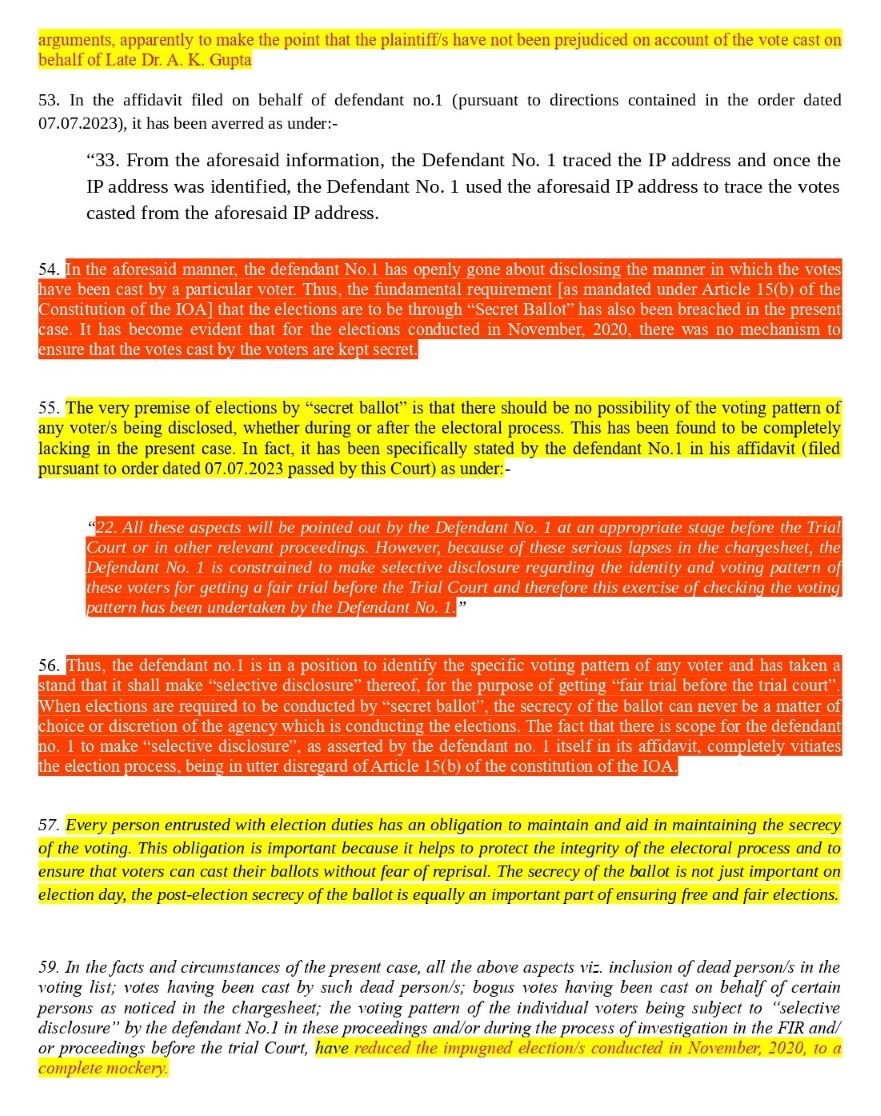 arguments, apparently to make the point that the plaintiff/s have not been prejudiced on account of the vote cast on
behalf of Late Dr. A. K. Gupta
53. In the affidavit filed on behalf of defendant no.1 (pursuant to directions contained in the order dated
07.07.2023), it has been averred as under:-
“33. From the aforesaid information, the Defendant No. 1 traced the IP address and once the
IP address was identified, the Defendant No. 1 used the aforesaid IP address to trace the votes
casted from the aforesaid IP address.
54. In the aforesaid manner, the defendant No.1 has openly gone about disclosing the manner in which the votes
have been cast by a particular voter. Thus, the fundamental requirement [as mandated under Article 15(b) of the
Constitution of the IOA] that the elections are to be through “Secret Ballot” has also been breached in the present
case. It has become evident that for the elections conducted in November, 2020, there was no mechanism to
ensure that the votes cast by the voters are kept secret.
55. The very premise of elections by “secret ballot” is that there should be no possibility of the voting pattern of
any voter/s being disclosed, whether during or after the electoral process. This has been found to be completely
lacking in the present case. In fact, it has been specifically stated by the defendant No.1 in his affidavit (filed
pursuant to order dated 07.07.2023 passed by this Court) as under:-
“22. All these aspects will be pointed out by the Defendant No. 1 at an appropriate stage before the Trial
Court or in other relevant proceedings. However, because of these serious lapses in the chargesheet, the
Defendant No. 1 is constrained to make selective disclosure regarding the identity and voting pattern of
these voters for getting a fair trial before the Trial Court and therefore this exercise of checking the voting
pattern has been undertaken by the Defendant No. 1.”
56. Thus, the defendant no.1 is in a position to identify the specific voting pattern of any voter and has taken a
stand that it shall make “selective disclosure” thereof, for the purpose of getting “fair trial before the trial court”.
When elections are required to be conducted by “secret ballot”, the secrecy of the ballot can never be a matter of
choice or discretion of the agency which is conducting the elections. The fact that there is scope for the defendant
no. 1 to make “selective disclosure”, as asserted by the defendant no. 1 itself in its affidavit, completely vitiates
the election process, being in utter disregard of Article 15(b) of the constitution of the IOA.
57. Every person entrusted with election duties has an obligation to maintain and aid in maintaining the secrecy
of the voting. This obligation is important because it helps to protect the integrity of the electoral process and to
ensure that voters can cast their ballots without fear of reprisal. The secrecy of the ballot is not just important on
election day, the post-election secrecy of the ballot is equally an important part of ensuring free and fair elections.
59. In the facts and circumstances of the present case, all the above aspects viz. inclusion of dead person/s in the
voting list; votes having been cast by such dead person/s; bogus votes having been cast on behalf of certain
persons as noticed in the chargesheet; the voting pattern of the individual voters being subject to “selective
disclosure” by the defendant No.1 in these proceedings and/or during the process of investigation in the FIR and/
or proceedings before the trial Court, have reduced the impugned election/s conducted in November, 2020, to a
complete mockery.